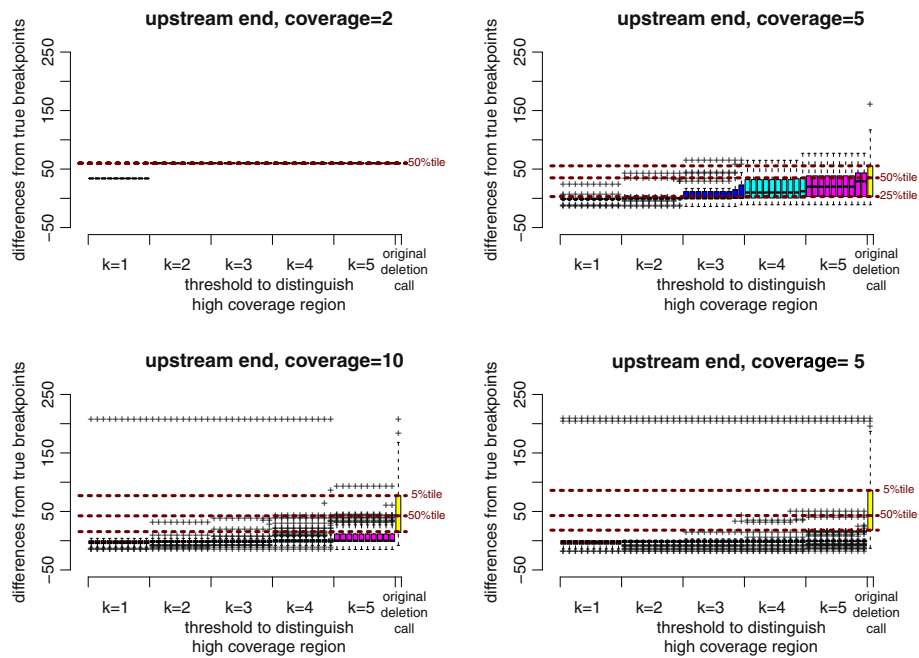 upstream end, coverage=2
differences from true breakpoints
250
150
50
−50
50%tile
k=1
k=2
k=3
k=4
k=5
original
deletion
call
threshold to distinguish
high coverage region
upstream end, coverage=5
differences from true breakpoints
250
150
50
−50
50%tile
25%tile
k=1
k=2
k=3
k=4
k=5
original
deletion
call
threshold to distinguish
high coverage region
upstream end, coverage=10
differences from true breakpoints
250
150
50
−50
5%tile
50%tile
k=1
k=2
k=3
k=4
k=5
original
deletion
call
threshold to distinguish
high coverage region
upstream end, coverage= 5
differences from true breakpoints
250
150
50
−50
5%tile
50%tile
k=1
k=2
k=3
k=4
k=5
original
deletion
call
threshold to distinguish
high coverage region